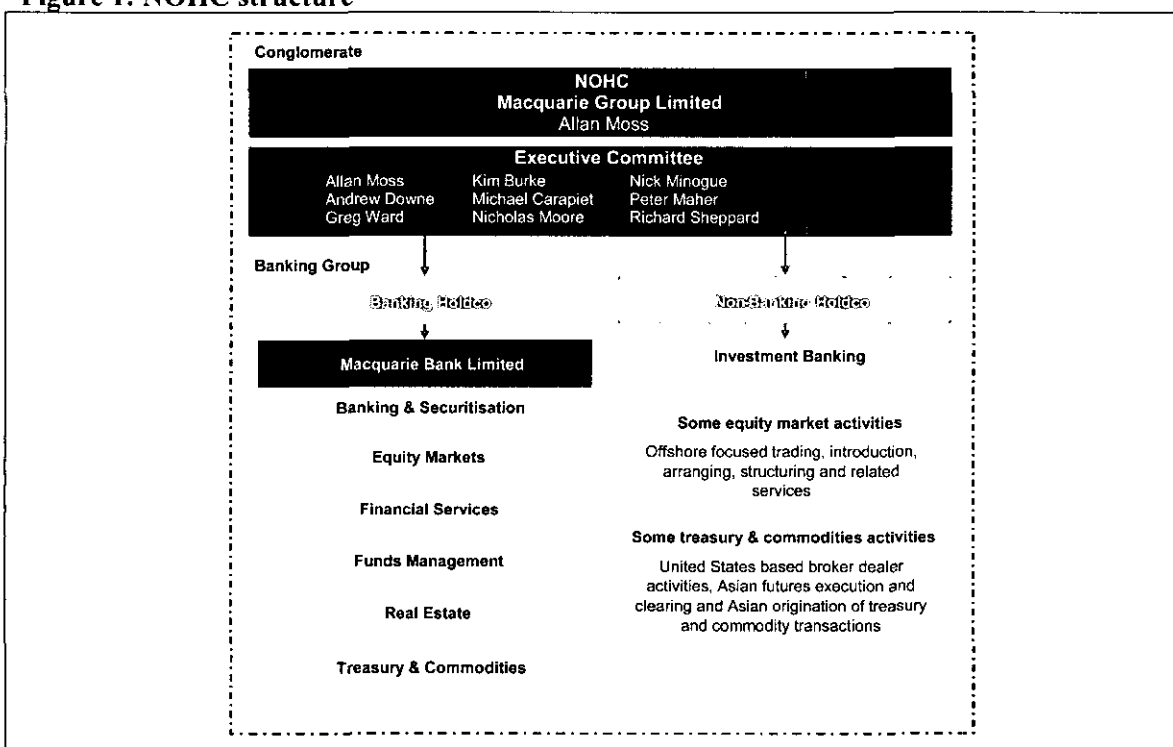 Figure 1: NOHC structure
Conglomerate
NOHC
Macquarie Group Limited
Allan Moss
Executive Committee
Allan Moss Kim Burke Nick Minogue
Andrew Downe Michael Carapiet Peter Maher
Greg Ward Nicholas Moore Richard Sheppard
Banking Group
Banking Holdco Non-Banking Holdco
Macquarie Bank Limited
Investment Banking
Banking & Securitisation
Some equity market activities
Equity Markets
Offshore focused trading, introduction,
arranging, structuring and related
services
Financial Services
Some treasury & commodities activities
Funds Management
United States based broker dealer
activities, Asian futures execution and
clearing and Asian origination of treasury
and commodity transactions
Real Estate
Treasury & Commodities